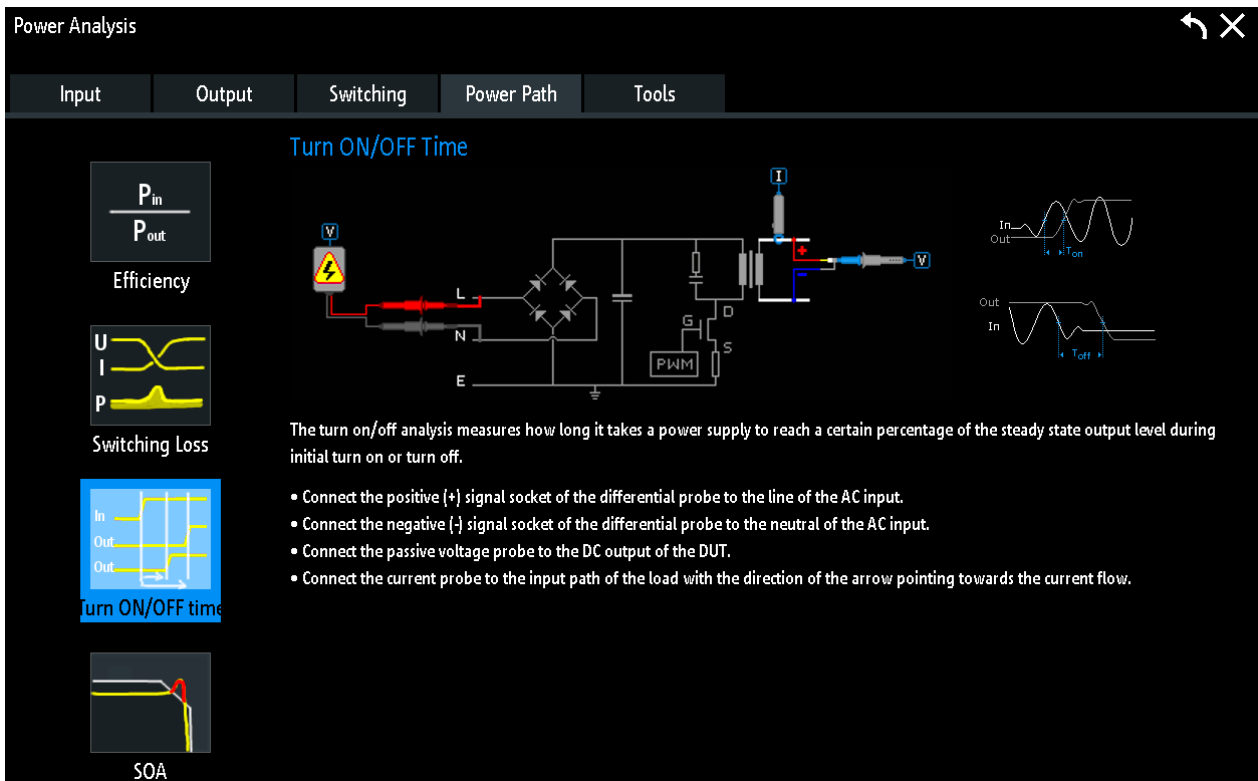 Power Analysis
Input
Output
Switching
Power Path
Tools
Pin
Pout
Efficiency
U
I
P
Switching Loss
In
Out
Out
Turn ON/OFF time
SOA
Turn ON/OFF Time
I
V
V
L
N
E
G
D
S
PWM
+
-
In
Out
Ton
Out
In
Toff
The turn on/off analysis measures how long it takes a power supply to reach a certain percentage of the steady state output level during
initial turn on or turn off.
• Connect the positive (+) signal socket of the differential probe to the line of the AC input.
• Connect the negative (-) signal socket of the differential probe to the neutral of the AC input.
• Connect the passive voltage probe to the DC output of the DUT.
• Connect the current probe to the input path of the load with the direction of the arrow pointing towards the current flow.